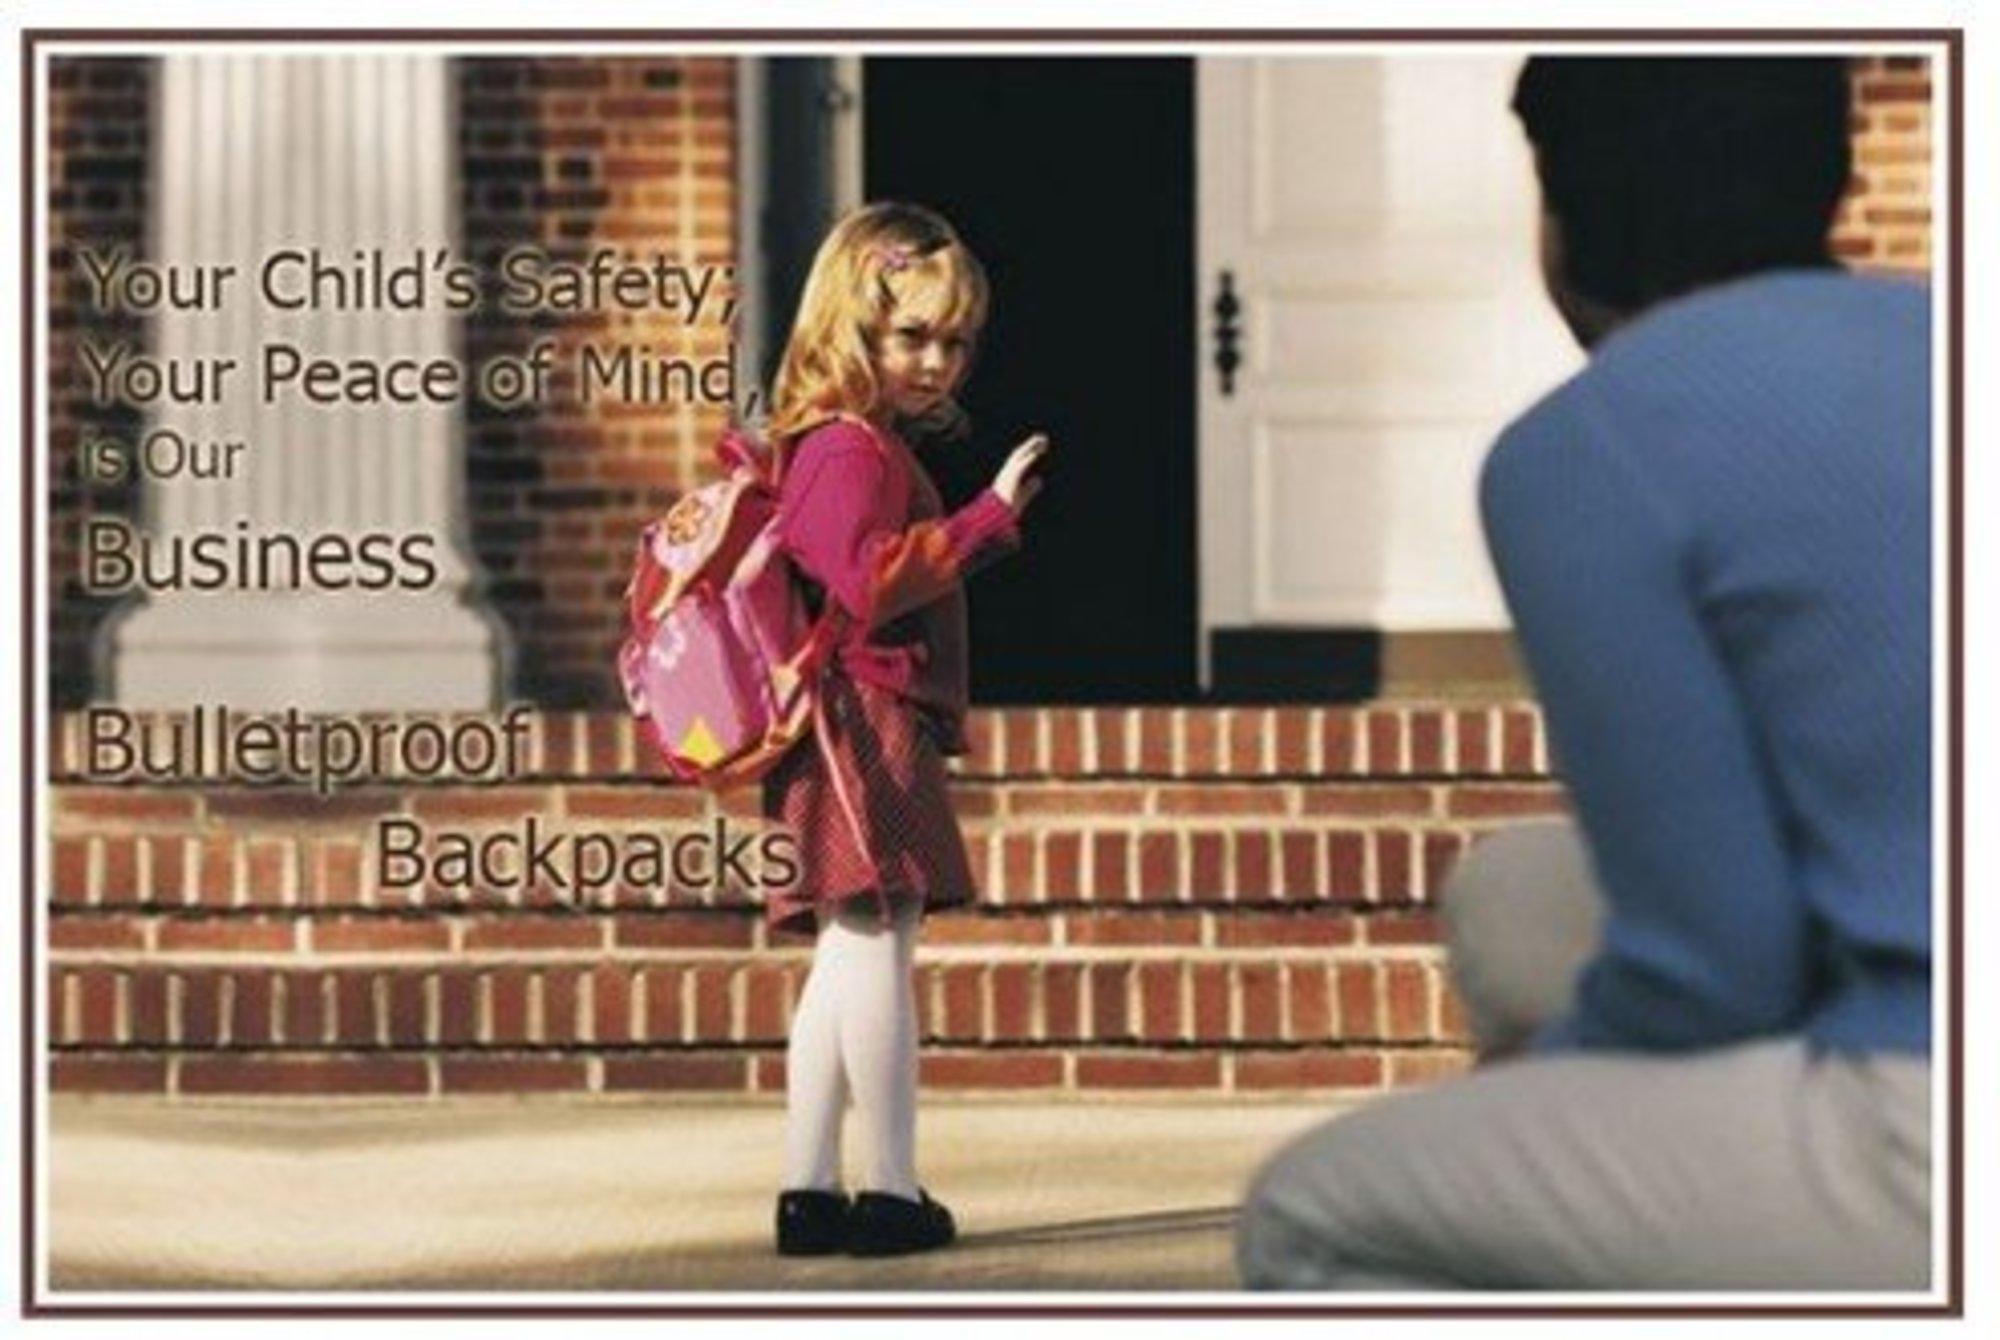 Your Child's Safety;
Your Peace of Mind,
is Our
Business
Bulletproof
Backpacks